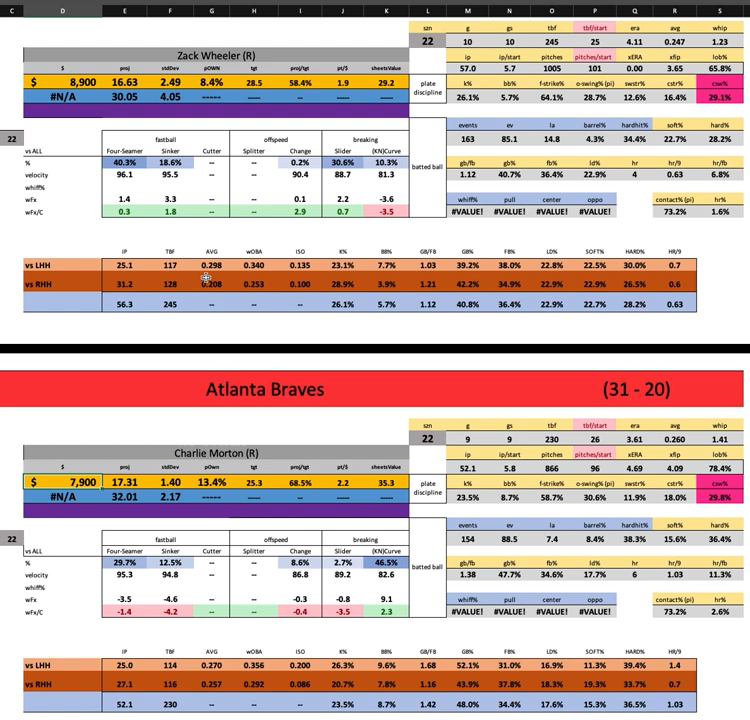 C D E F G H I J K L M N O P Q R S
szn g gs tbf tbf/start era avg whip
22 10 10 245 25 4.11 0.247 1.23
Zack Wheeler (R) ip ip/start pitches pitches/start xERA xfip lob%
$ proj stdDev pOWN tgt proj/tgt pt/$ sheetsValue 57.0 5.7 1005 101 0.00 3.65 65.8%
$ 8,900 16.63 2.49 8.4% 28.5 58.4% 1.9 29.2 plate discipline k% bb% f-strike% o-swing% (pi) swstr% cstr% csw%
#N/A 30.05 4.05 ----- ----- ----- ----- ----- 26.1% 5.7% 64.1% 28.7% 12.6% 16.4% 29.1%
events ev la barrel% hardhit% soft% hard%
22 fastball offspeed breaking batted ball 163 85.1 14.8 4.3% 34.4% 22.7% 28.2%
vs ALL Four-Seamer Sinker Cutter Splitter Change Slider (KN)Curve
% 40.3% 18.6% -- -- 0.2% 30.6% 10.3% gb/fb gb% fb% ld% hr hr/9 hr/fb
velocity 96.1 95.5 -- -- 90.4 88.7 81.3 1.12 40.7% 36.4% 22.9% 4 0.63 6.8%
whiff%
wFx 1.4 3.3 -- -- 0.1 2.2 -3.6 whiff% pull center oppo contact% (pi) hr%
wFx/C 0.3 1.8 -- -- 2.9 0.7 -3.5 #VALUE! #VALUE! #VALUE! #VALUE! 73.2% 1.6%
IP TBF AVG wOBA ISO K% BB% GB/FB GB% FB% LD% SOFT% HARD% HR/9
vs LHH 25.1 117 0.298 0.340 0.135 23.1% 7.7% 1.03 39.2% 38.0% 22.8% 22.5% 30.0% 0.7
vs RHH 31.2 128 0.208 0.253 0.100 28.9% 3.9% 1.21 42.2% 34.9% 22.9% 22.9% 26.5% 0.6
56.3 245 -- -- 26.1% 5.7% 1.12 40.8% 36.4% 22.9% 22.7% 28.2% 0.63
Atlanta Braves (31 - 20)
szn g gs tbf tbf/start era avg whip
22 9 9 230 26 3.61 0.260 1.41
Charlie Morton (R) ip ip/start pitches pitches/start xERA xfip lob%
$ proj stdDev pOwn tgt proj/tgt pt/$ sheetsValue 52.1 5.8 866 96 4.69 4.09 78.4%
$ 7,900 17.31 1.40 13.4% 25.3 68.5% 2.2 35.3 plate discipline k% bb% f-strike% o-swing% (pi) swstr% cstr% csw%
#N/A 32.01 2.17 ----- ----- ----- ----- ----- 23.5% 8.7% 58.7% 30.6% 11.9% 18.0% 29.8%
events ev la barrel% hardhit% soft% hard%
22 fastball offspeed breaking batted ball 154 88.5 7.4 8.4% 38.3% 15.6% 36.4%
vs ALL Four-Seamer Sinker Cutter Splitter Change Slider (KN)Curve
% 29.7% 12.5% -- -- 8.6% 2.7% 46.5% gb/fb gb% fb% ld% hr hr/9 hr/fb
velocity 95.3 94.8 -- -- 86.8 89.2 82.6 1.38 47.7% 34.6% 17.7% 6 1.03 11.3%
whiff%
wFx -3.5 -4.6 -- -- -0.3 -0.8 9.1 whiff% pull center oppo contact% (pi) hr%
wFx/C -1.4 -4.2 -- -- -0.4 -3.5 2.3 #VALUE! #VALUE! #VALUE! #VALUE! 73.2% 2.6%
IP TBF AVG wOBA ISO K% BB% GB/FB GB% FB% LD% SOFT% HARD% HR/9
vs LHH 25.0 114 0.270 0.356 0.200 26.3% 9.6% 1.68 52.1% 31.0% 16.9% 11.3% 39.4% 1.4
vs RHH 27.1 116 0.257 0.292 0.086 20.7% 7.8% 1.16 43.9% 37.8% 18.3% 19.3% 33.7% 0.7
52.1 230 -- -- 23.5% 8.7% 1.42 48.0% 34.4% 17.6% 15.3% 36.5% 1.03